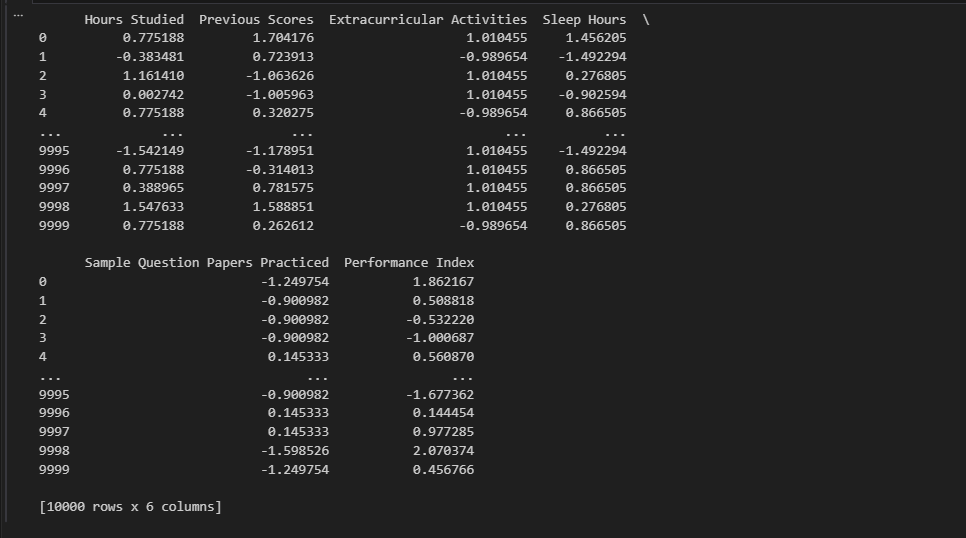 ...
Hours Studied  Previous Scores  Extracurricular Activities  Sleep Hours  \
0          0.775188         1.704176                    1.010455     1.456205
1         -0.383481         0.723913                   -0.989654    -1.492294
2          1.161410        -1.063626                    1.010455     0.276805
3          0.002742        -1.005963                    1.010455    -0.902594
4          0.775188         0.320275                   -0.989654     0.866505
...             ...              ...                         ...          ...
9995      -1.542149        -1.178951                    1.010455    -1.492294
9996       0.775188        -0.314013                    1.010455     0.866505
9997       0.388965         0.781575                    1.010455     0.866505
9998       1.547633         1.588851                    1.010455     0.276805
9999       0.775188         0.262612                   -0.989654     0.866505
Sample Question Papers Practiced  Performance Index
0                            -1.249754           1.862167
1                            -0.900982           0.508818
2                            -0.900982          -0.532220
3                            -0.900982          -1.000687
4                             0.145333           0.560870
...                                ...                ...
9995                         -0.900982          -1.677362
9996                          0.145333           0.144454
9997                          0.145333           0.977285
9998                         -1.598526           2.070374
9999                         -1.249754           0.456766
[10000 rows x 6 columns]